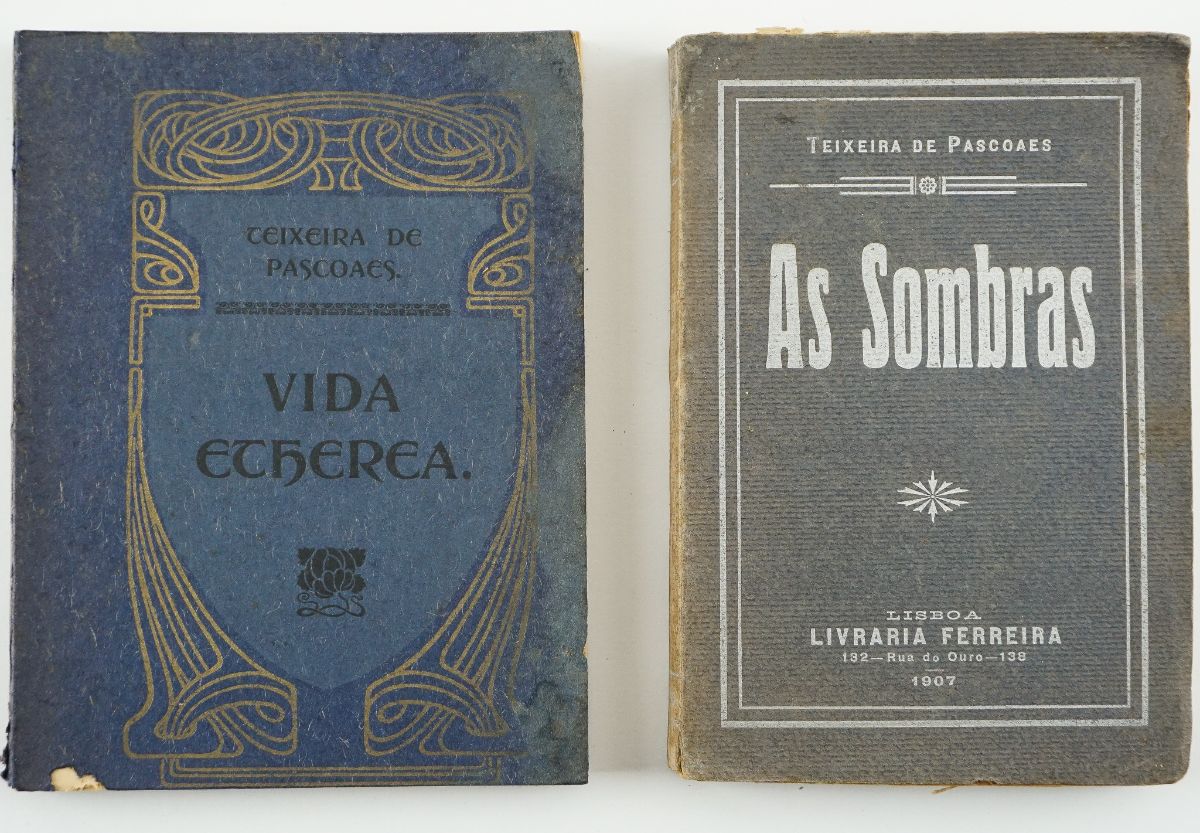 TEIXEIRA DE
PASCOAES.
VIDA
ETHEREA.
TEIXEIRA DE PASCOAES
As Sombras
LISBOA
LIVRARIA FERREIRA
132—Rua do Ouro—138
1907